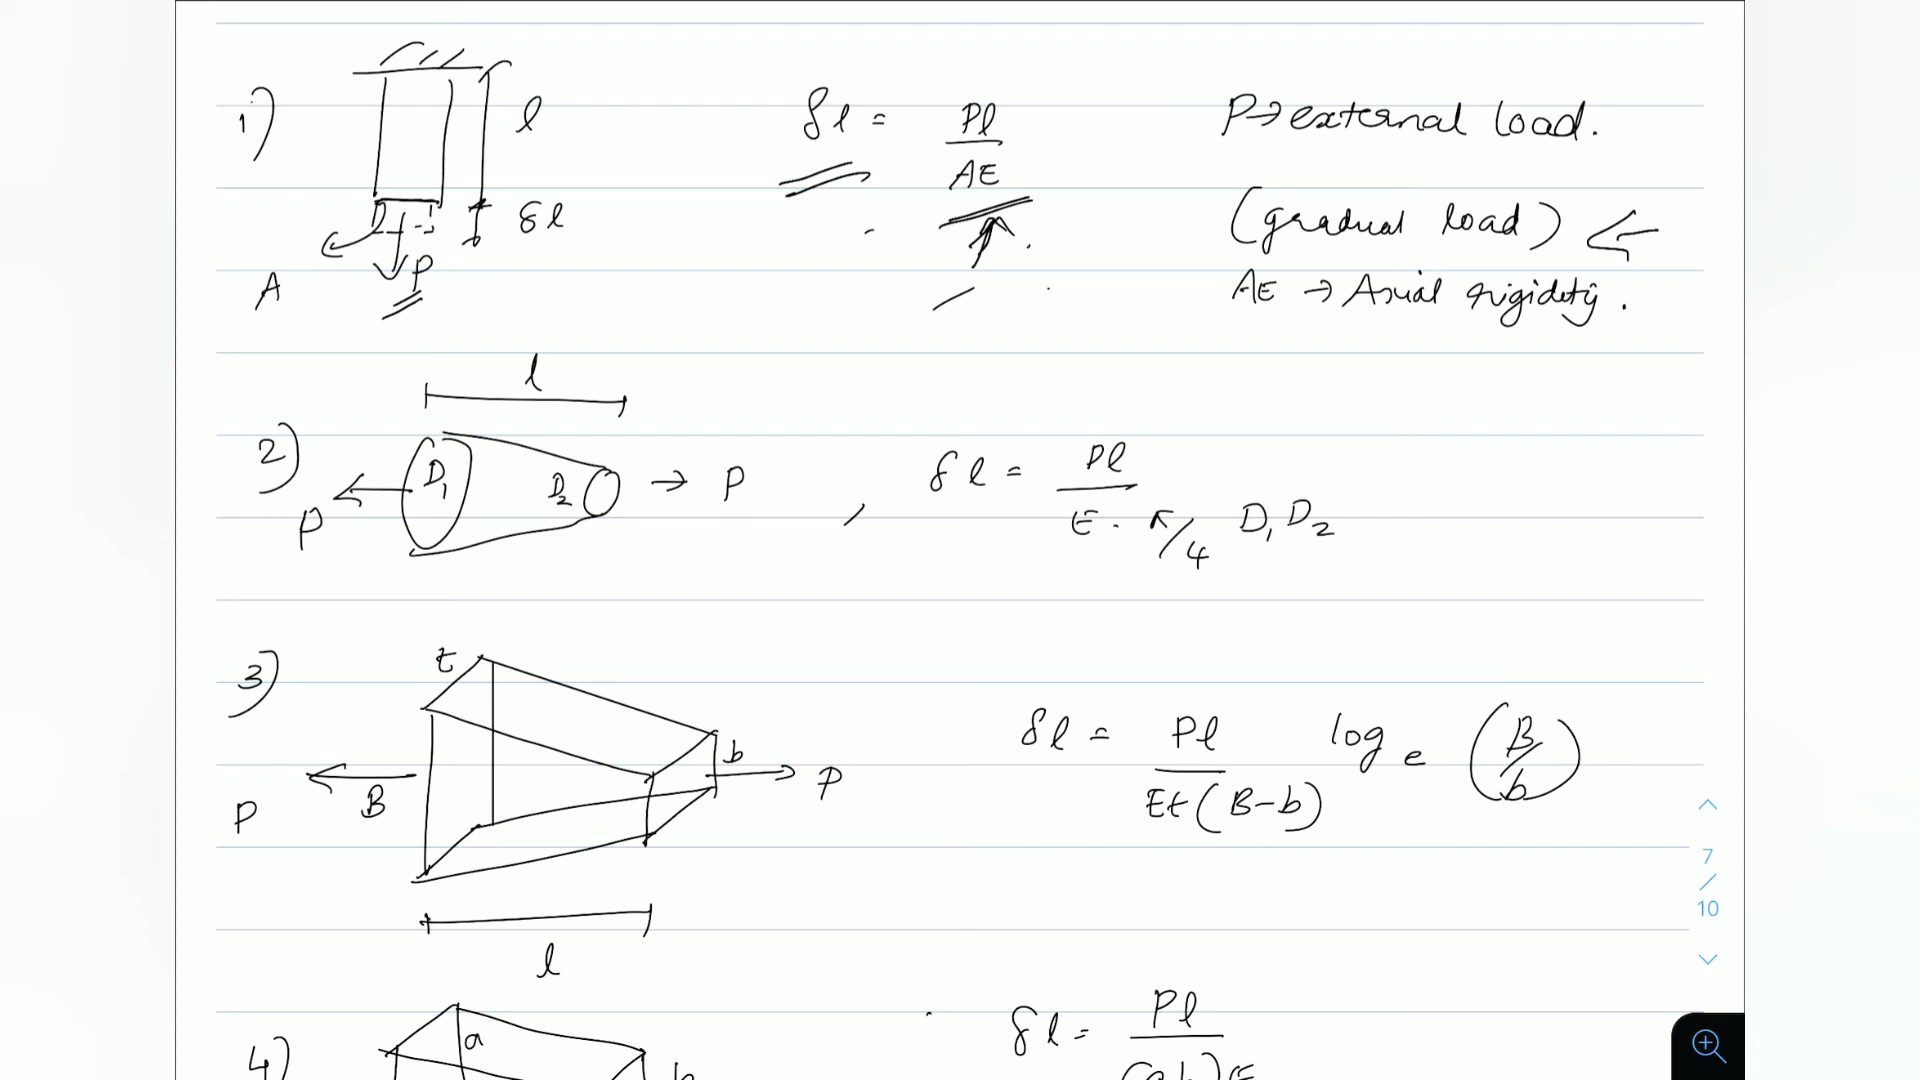 1)
l
δl = Pl / AE
P → external load.
δl
(gradual load) ←
A
P
AE → Axial rigidity.
l
2)
P
D₁
D₂
→ P
,
δl = Pl / E · π/4 D₁D₂
3)
t
B
P
b
P
δl = Pl / Et(B-b) logₑ (B/b)
l
7
/
10
4)
a
b
δl = Pl / (ab)E